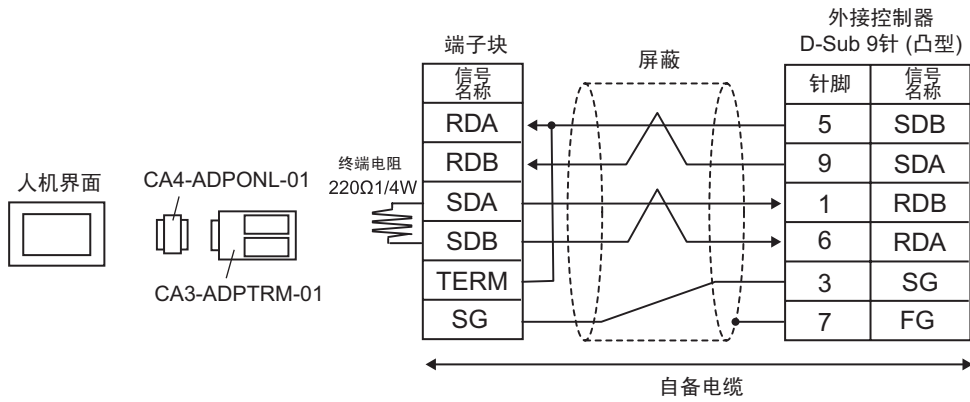 外接控制器
D-Sub 9针 (凸型)
端子块
屏蔽
信号
名称
针脚
信号
名称
RDA
5
SDB
终端电阻
220Ω1/4W
RDB
9
SDA
人机界面
CA4-ADPONL-01
SDA
1
RDB
SDB
6
RDA
CA3-ADPTRM-01
TERM
3
SG
SG
7
FG
自备电缆